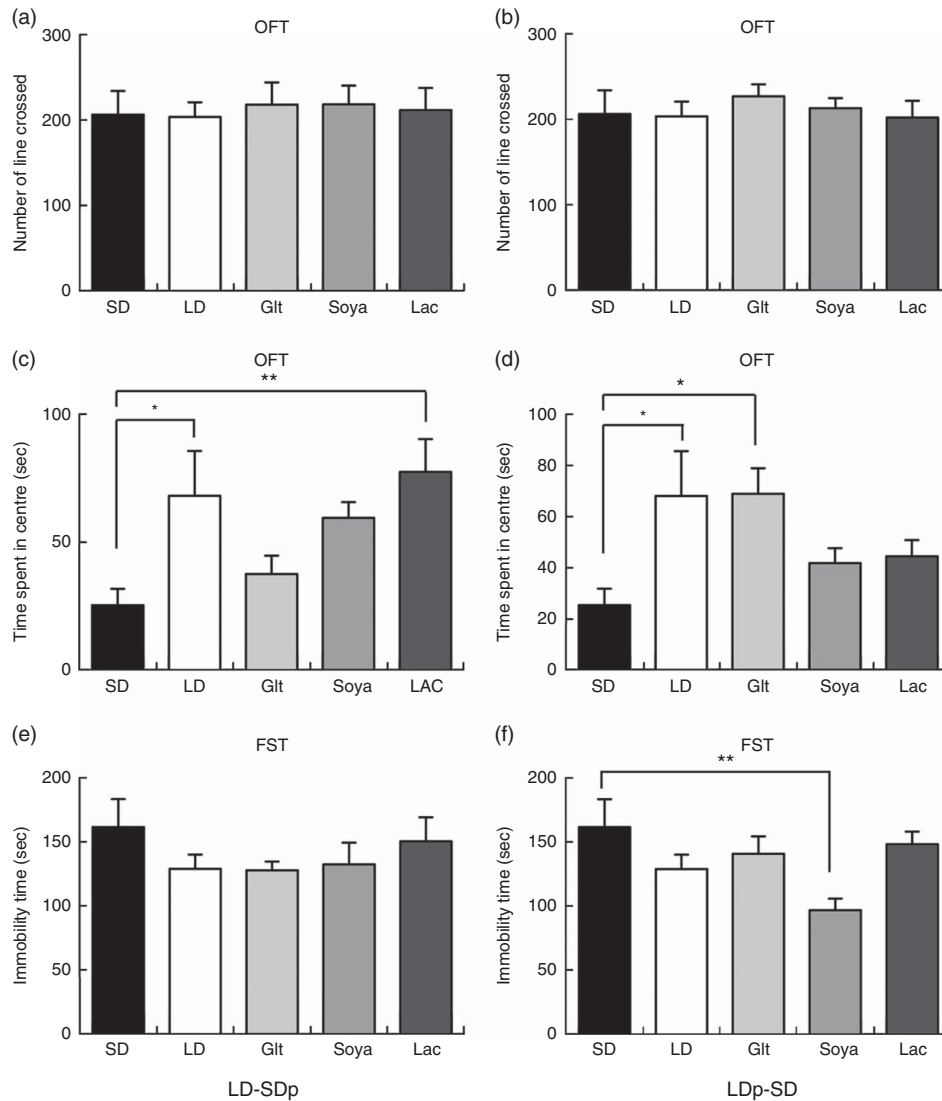 (a)
OFT
Number of line crossed
300
200
100
0
SD LD Glt Soya Lac
(b)
OFT
Number of line crossed
300
200
100
0
SD LD Glt Soya Lac
(c)
OFT
Time spent in centre (sec)
**
*
100
50
0
SD LD Glt Soya LAC
(d)
OFT
Time spent in centre (sec)
*
*
100
80
60
40
20
0
SD LD Glt Soya Lac
(e)
FST
Immobility time (sec)
200
150
100
50
0
SD LD Glt Soya Lac
LD-SDp
(f)
FST
Immobility time (sec)
**
200
150
100
50
0
SD LD Glt Soya Lac
LDp-SD